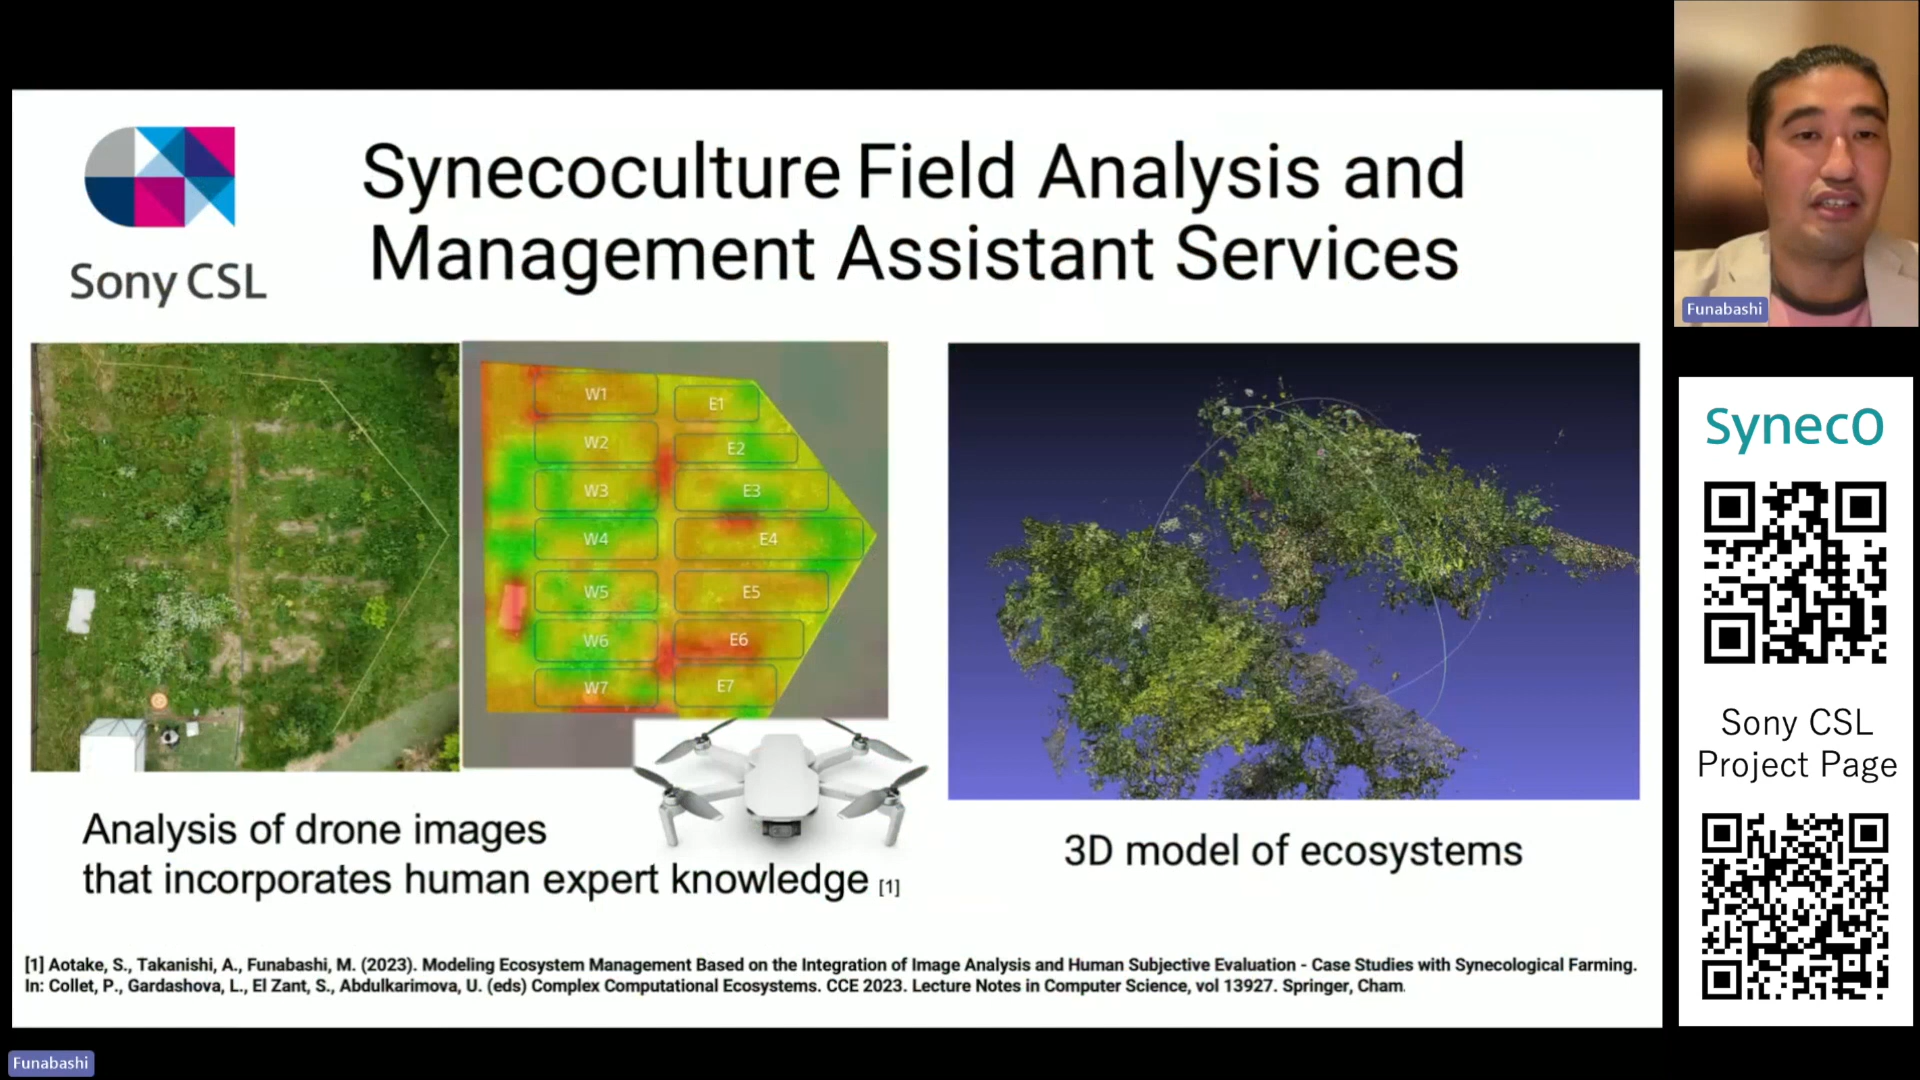 Sony CSL
Synecoculture Field Analysis and
Management Assistant Services
W1
E1
W2
E2
W3
E3
W4
E4
W5
E5
W6
E6
W7
E7
Analysis of drone images
that incorporates human expert knowledge [1]
3D model of ecosystems
[1] Aotake, S., Takanishi, A., Funabashi, M. (2023). Modeling Ecosystem Management Based on the Integration of Image Analysis and Human Subjective Evaluation - Case Studies with Synecological Farming.
In: Collet, P., Gardashova, L., El Zant, S., Abdulkarimova, U. (eds) Complex Computational Ecosystems. CCE 2023. Lecture Notes in Computer Science, vol 13927. Springer, Cham.
Funabashi
SynecO
Sony CSL
Project Page
Funabashi